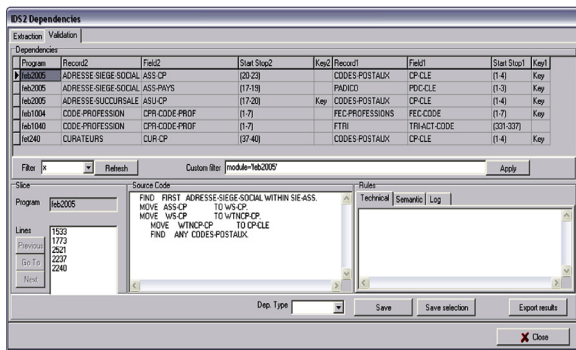 IDS2 Dependencies
Extraction Validation
Dependencies
Program Record2 Field2 Start Stop2 Key2 Record1 Field1 Start Stop1 Key1
feb2005 ADRESSE-SIEGE-SOCIAL ASS-CP (20-23) CODES-POSTAUX CP-CLE (1-4) Key
feb2005 ADRESSE-SIEGE-SOCIAL ASS-PAYS (17-19) PADICO PDC-CLE (1-3) Key
feb2005 ADRESSE-SUCCURSALE ASU-CP (17-20) Key CODES-POSTAUX CP-CLE (1-4) Key
feb1004 CODE-PROFESSION CPR-CODE-PROF (1-7) FEC-PROFESSIONS FEC-CODE (1-7) Key
feb1040 CODE-PROFESSION CPR-CODE-PROF (1-7) FTRI TRI-ACT-CODE (331-337) Key
fet240 CURATEURS CUR-CP (37-40) CODES-POSTAUX CP-CLE (1-4) Key
Filter x Refresh Custom filter module='feb2005' Apply
Slice Source Code Rules
Program feb2005
Technical Semantic Log
FIND FIRST ADRESSE-SIEGE-SOCIAL WITHIN SIE-ASS.
MOVE ASS-CP TO WS-CP.
MOVE WS-CP TO WTNCP-CP.
MOVE WTNCP-CP TO CP-CLE
FIND ANY CODES-POSTAUX.
Lines
1533
1773
2521
2237
2240
Previous
Go To
Next
Dep. Type Save Save selection Export results
Close